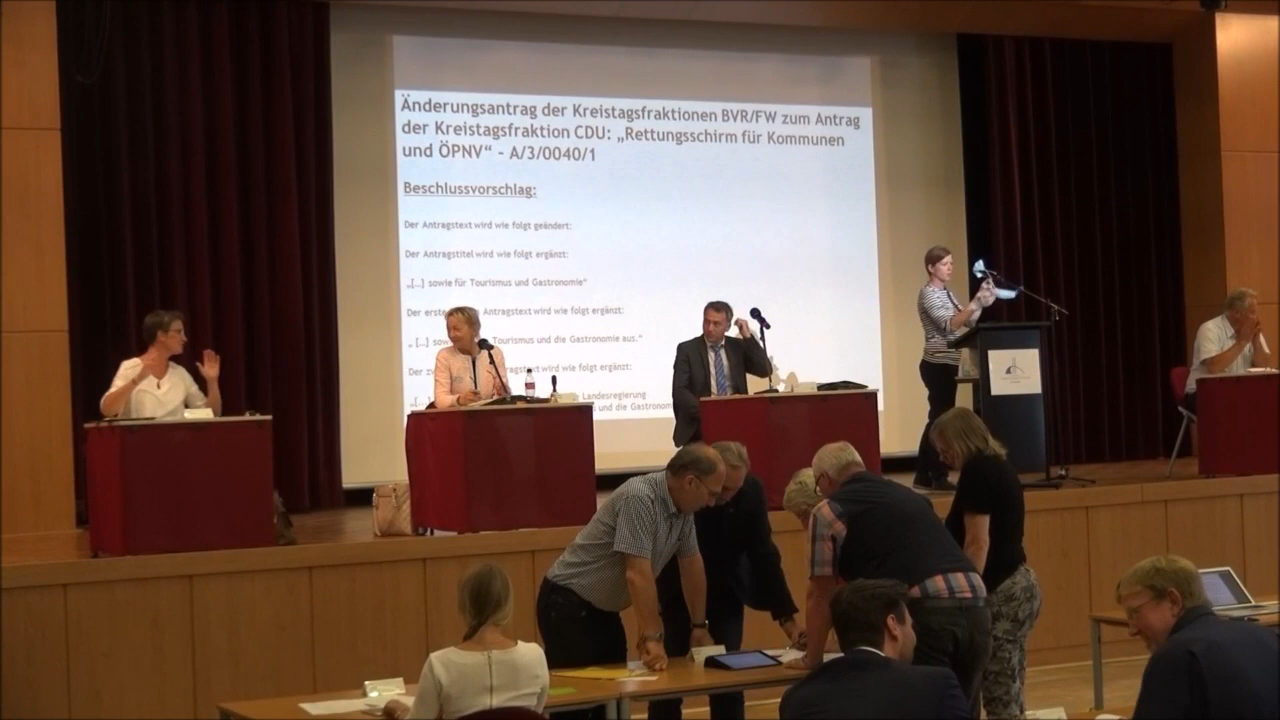 Änderungsantrag der Kreistagsfraktionen BVR/FW zum Antrag
der Kreistagsfraktion CDU: „Rettungsschirm für Kommunen
und ÖPNV“ - A/3/0040/1
Beschlussvorschlag:
Der Antragstext wird wie folgt geändert:
Der Antragstitel wird wie folgt ergänzt:
„[…] sowie für Tourismus und Gastronomie“
Der erste Antragstext wird wie folgt ergänzt:
„ […] Tourismus und die Gastronomie aus.“
Der wird wie folgt ergänzt:
Landesregierung
und die Gastronom